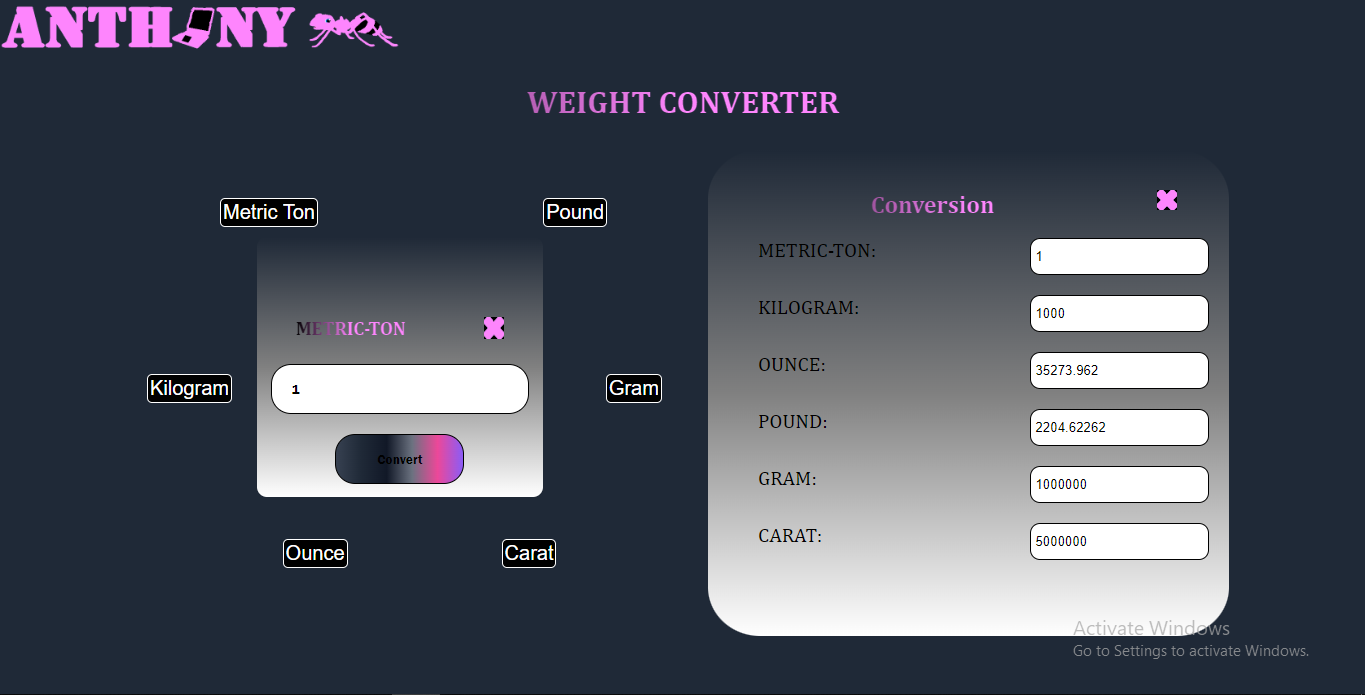 ANTHONY
WEIGHT CONVERTER
Metric Ton
Pound
METRIC-TON
Kilogram
1
Gram
Convert
Ounce
Carat
Conversion
METRIC-TON:
1
KILOGRAM:
1000
OUNCE:
35273.962
POUND:
2204.62262
GRAM:
1000000
CARAT:
5000000
Activate Windows
Go to Settings to activate Windows.